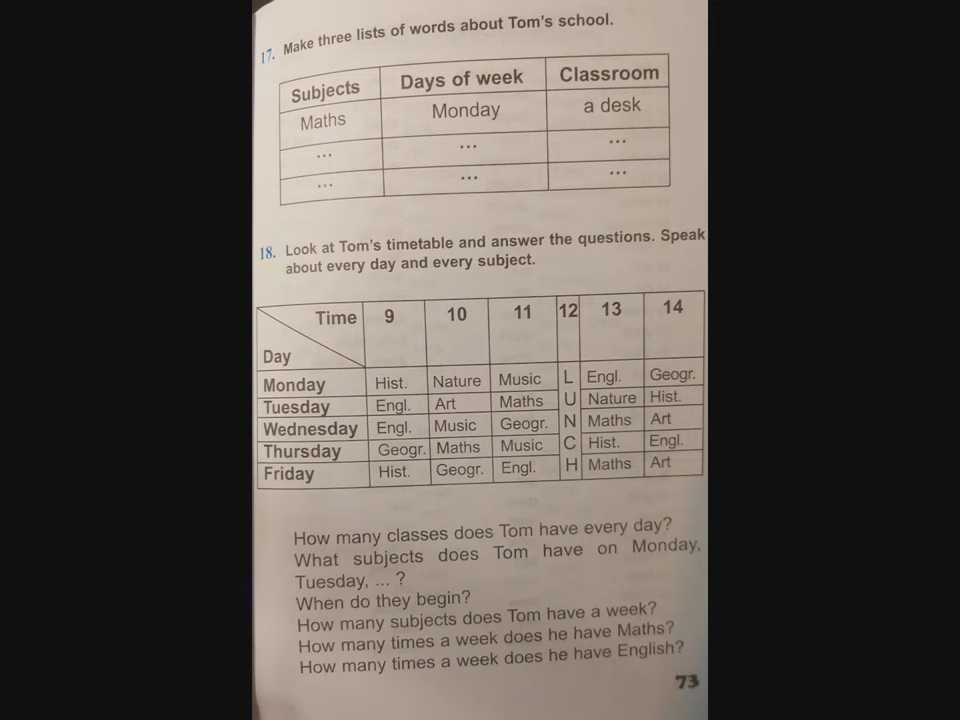 17. Make three lists of words about Tom's school.
Subjects Days of week Classroom
Maths Monday a desk
... ... ...
... ... ...
18. Look at Tom's timetable and answer the questions. Speak
about every day and every subject.
Time 9 10 11 12 13 14
Day
Monday Hist. Nature Music L Engl. Geogr.
Tuesday Engl. Art Maths U Nature Hist.
Wednesday Engl. Music Geogr. N Maths Art
Thursday Geogr. Maths Music C Hist. Engl.
Friday Hist. Geogr. Engl. H Maths Art
How many classes does Tom have every day?
What subjects does Tom have on Monday,
Tuesday, ... ?
When do they begin?
How many subjects does Tom have a week?
How many times a week does he have Maths?
How many times a week does he have English?
73